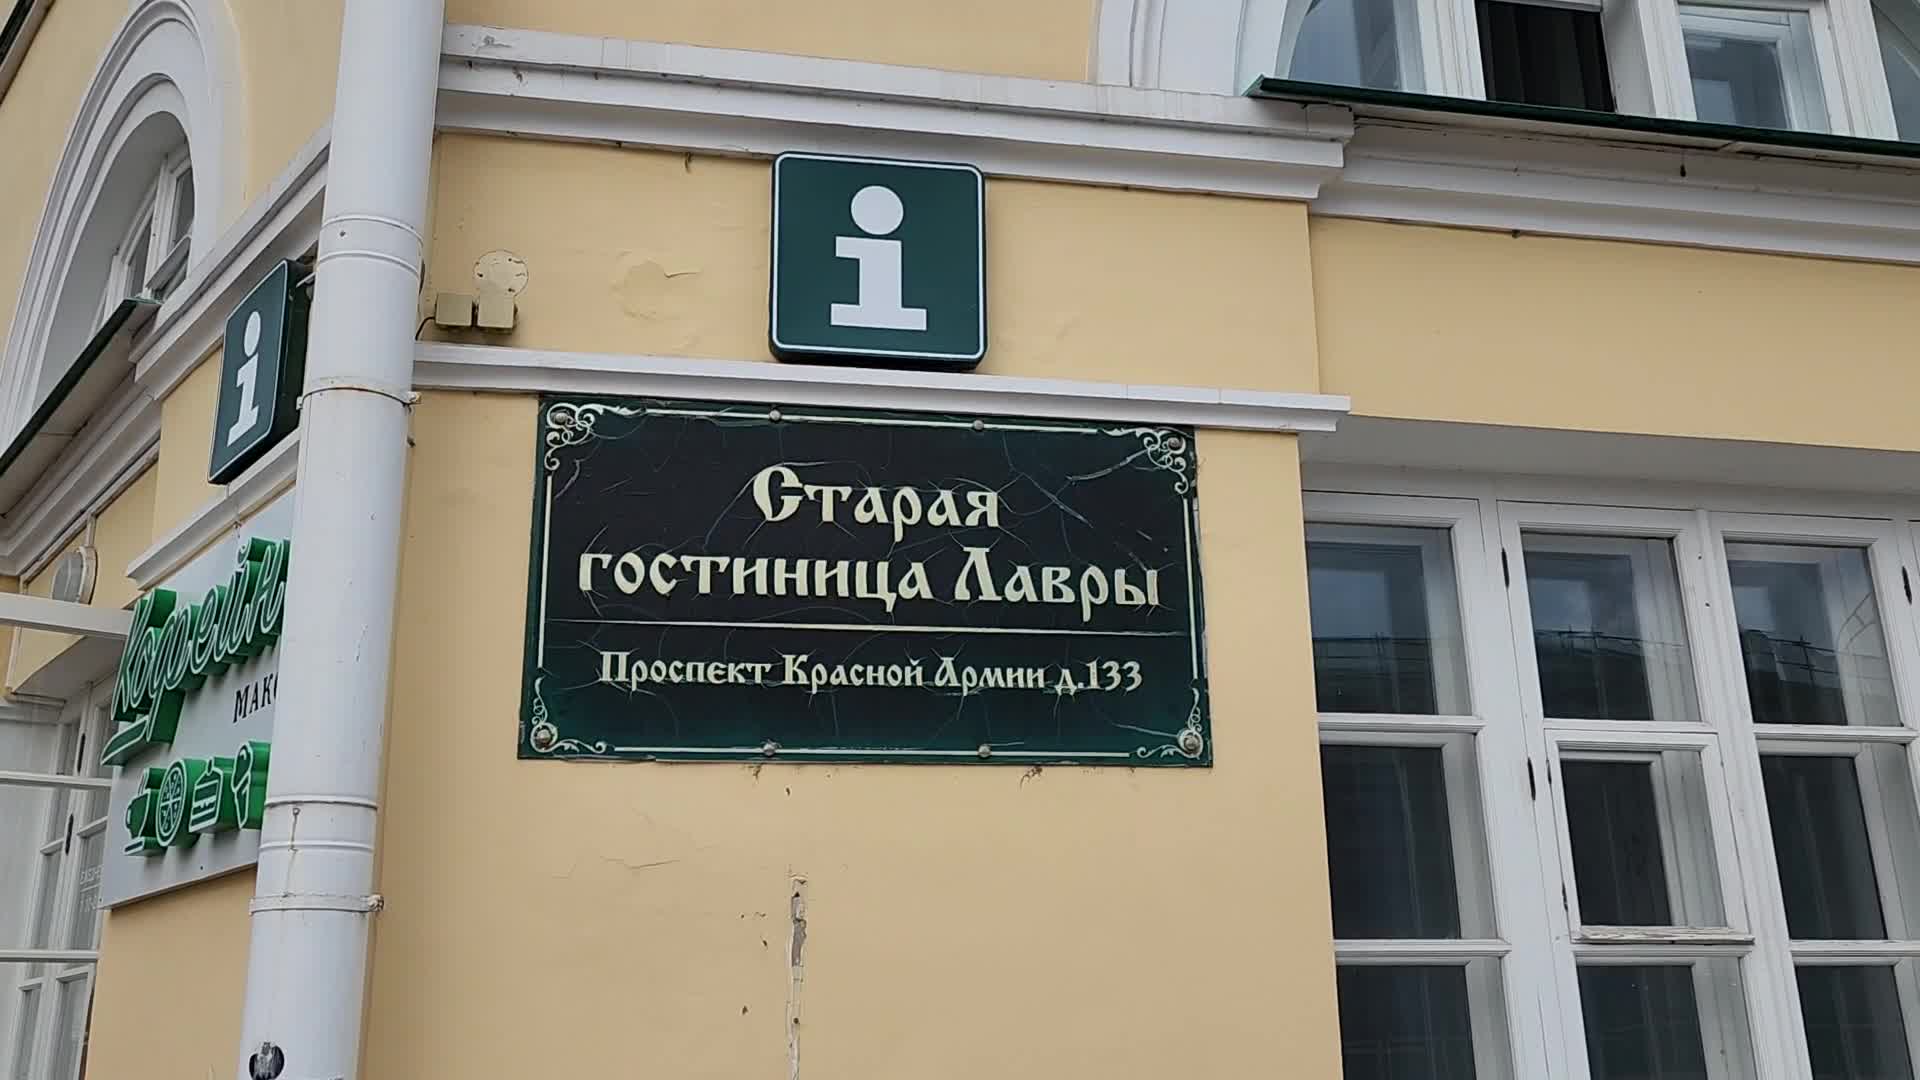 i
i
Старая
гостиница Лавры
Проспект Красной Армии д.133